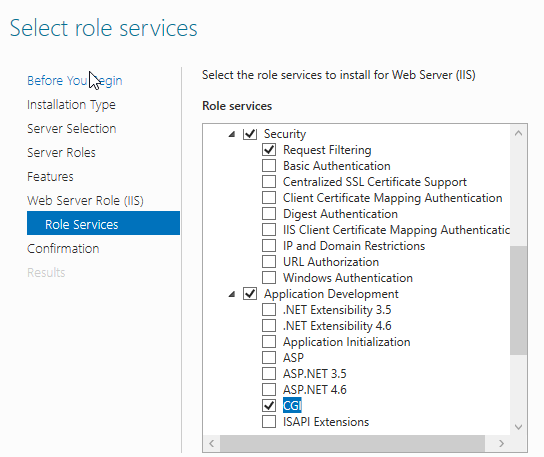 Select role services
Before You Begin
Installation Type
Server Selection
Server Roles
Features
Web Server Role (IIS)
Role Services
Confirmation
Results
Select the role services to install for Web Server (IIS)
Role services
Security
Request Filtering
Basic Authentication
Centralized SSL Certificate Support
Client Certificate Mapping Authentication
Digest Authentication
IIS Client Certificate Mapping Authenticatic
IP and Domain Restrictions
URL Authorization
Windows Authentication
Application Development
.NET Extensibility 3.5
.NET Extensibility 4.6
Application Initialization
ASP
ASP.NET 3.5
ASP.NET 4.6
CGI
ISAPI Extensions